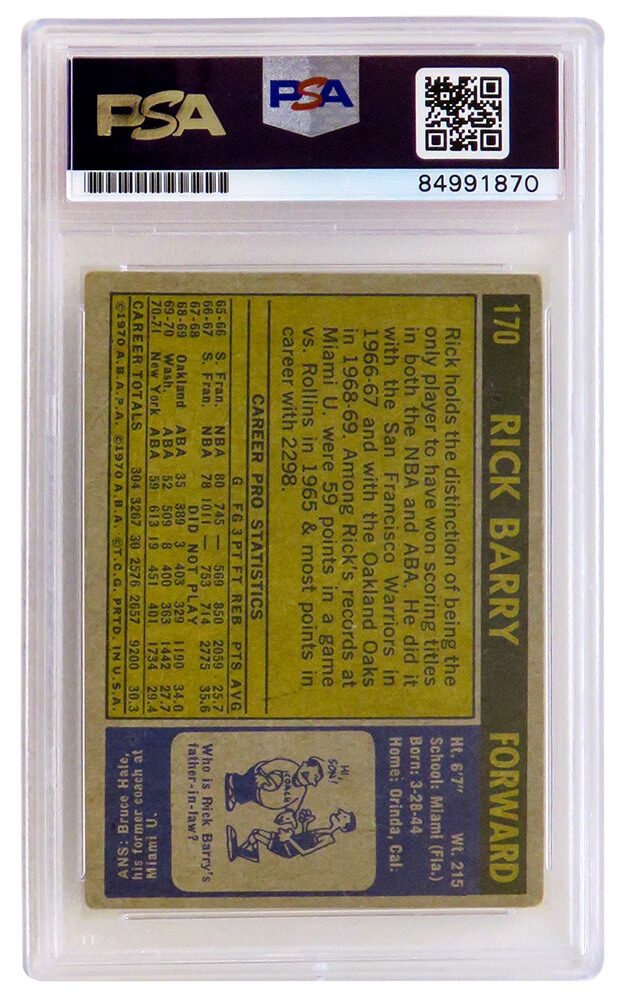 PSA
PSA
84991870
170 RICK BARRY FORWARD
Rick holds the distinction of being the
only player to have won scoring titles
in both the NBA and ABA. He did it
with the San Francisco Warriors in
1966-67 and with the Oakland Oaks
in 1968-69. Among Rick's records at
Miami U. were 59 points in a game
vs. Rollins in 1965 & most points in
career with 2298.
CAREER PRO STATISTICS
G FG 3PT FT REB PTS AVG
65-66 S. Fran. NBA 80 745 — 569 850 2059 25.7
66-67 S. Fran. NBA 78 1011 — 753 714 2775 35.6
67-68 DID NOT PLAY
68-69 Oakland ABA 35 389 3 403 329 1190 34.0
69-70 Wash. ABA 52 509 8 400 363 1442 27.7
70-71 New York ABA 59 613 19 451 401 1734 29.4
CAREER TOTALS 304 3267 30 2576 2657 9200 30.3
©1970 A.B.A.P.A. ©1970 A.B.A. ©T.C.G. PRTD. IN U.S.A.
Ht. 6'7" Wt. 215
School: Miami (Fla.)
Born: 3-28-44
Home: Orinda, Cal.
HI,
SON!
COACH
Who is Rick Barry's
father-in-law?
ANS: Bruce Hale,
his former coach at
Miami U.